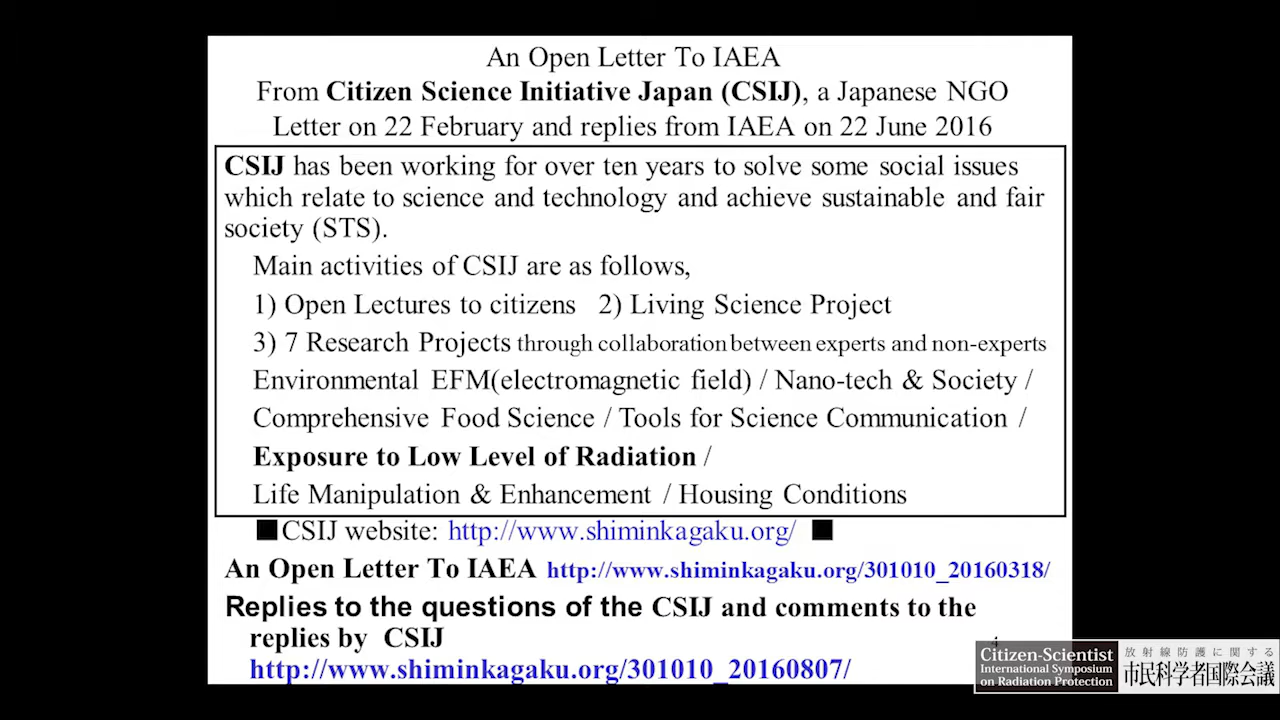 An Open Letter To IAEA
From Citizen Science Initiative Japan (CSIJ), a Japanese NGO
Letter on 22 February and replies from IAEA on 22 June 2016
CSIJ has been working for over ten years to solve some social issues
which relate to science and technology and achieve sustainable and fair
society (STS).
Main activities of CSIJ are as follows,
1) Open Lectures to citizens 2) Living Science Project
3) 7 Research Projects through collaboration between experts and non-experts
Environmental EFM(electromagnetic field) / Nano-tech & Society /
Comprehensive Food Science / Tools for Science Communication /
Exposure to Low Level of Radiation /
Life Manipulation & Enhancement / Housing Conditions
■CSIJ website: http://www.shiminkagaku.org/ ■
An Open Letter To IAEA http://www.shiminkagaku.org/301010_20160318/
Replies to the questions of the CSIJ and comments to the
replies by CSIJ
http://www.shiminkagaku.org/301010_20160807/
4
Citizen-Scientist
International Symposium
on Radiation Protection
放射線防護に関する
市民科学者国際会議